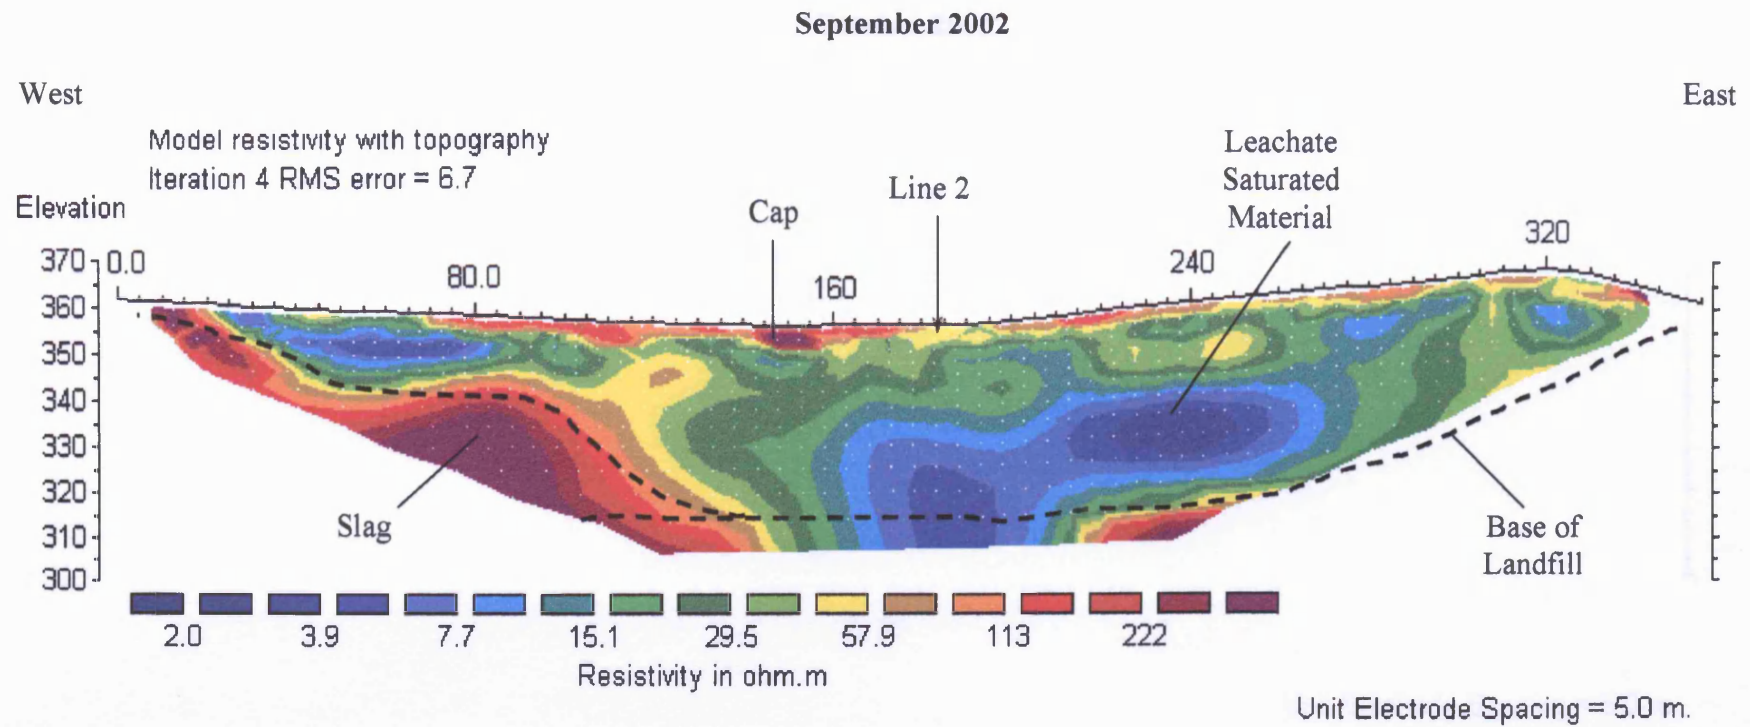 September 2002
West
East
Model resistivity with topography
Iteration 4 RMS error = 6.7
Leachate
Saturated
Material
Line 2
Cap
Elevation
370
360
350
340
330
320
310
300
0.0
80.0
160
240
320
Slag
Base of
Landfill
2.0 3.9 7.7 15.1 29.5 57.9 113 222
Resistivity in ohm.m
Unit Electrode Spacing = 5.0 m.